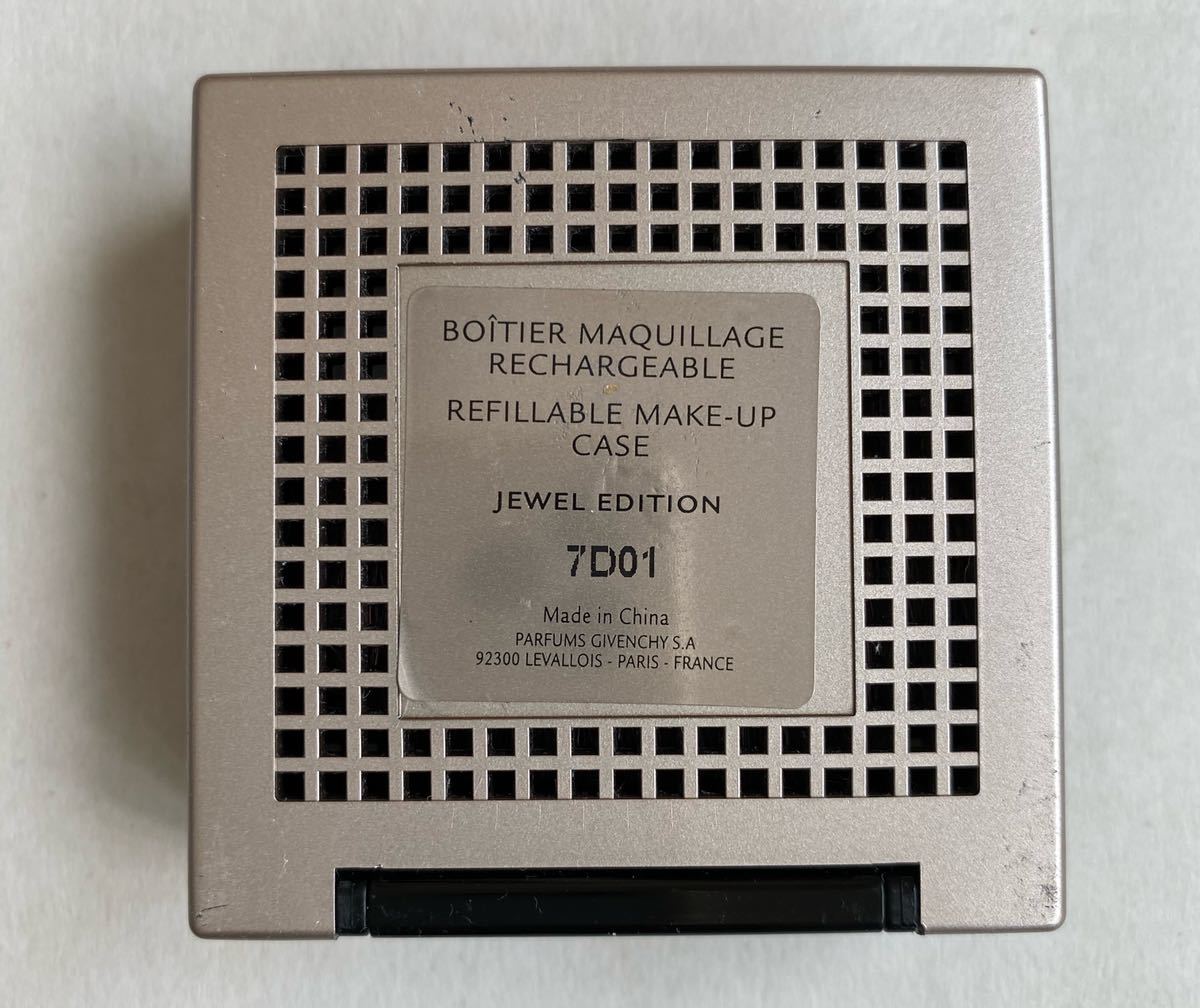 BOÎTIER MAQUILLAGE
RECHARGEABLE
REFILLABLE MAKE-UP
CASE
JEWEL EDITION
7D01
Made in China
PARFUMS GIVENCHY S.A
92300 LEVALLOIS - PARIS - FRANCE